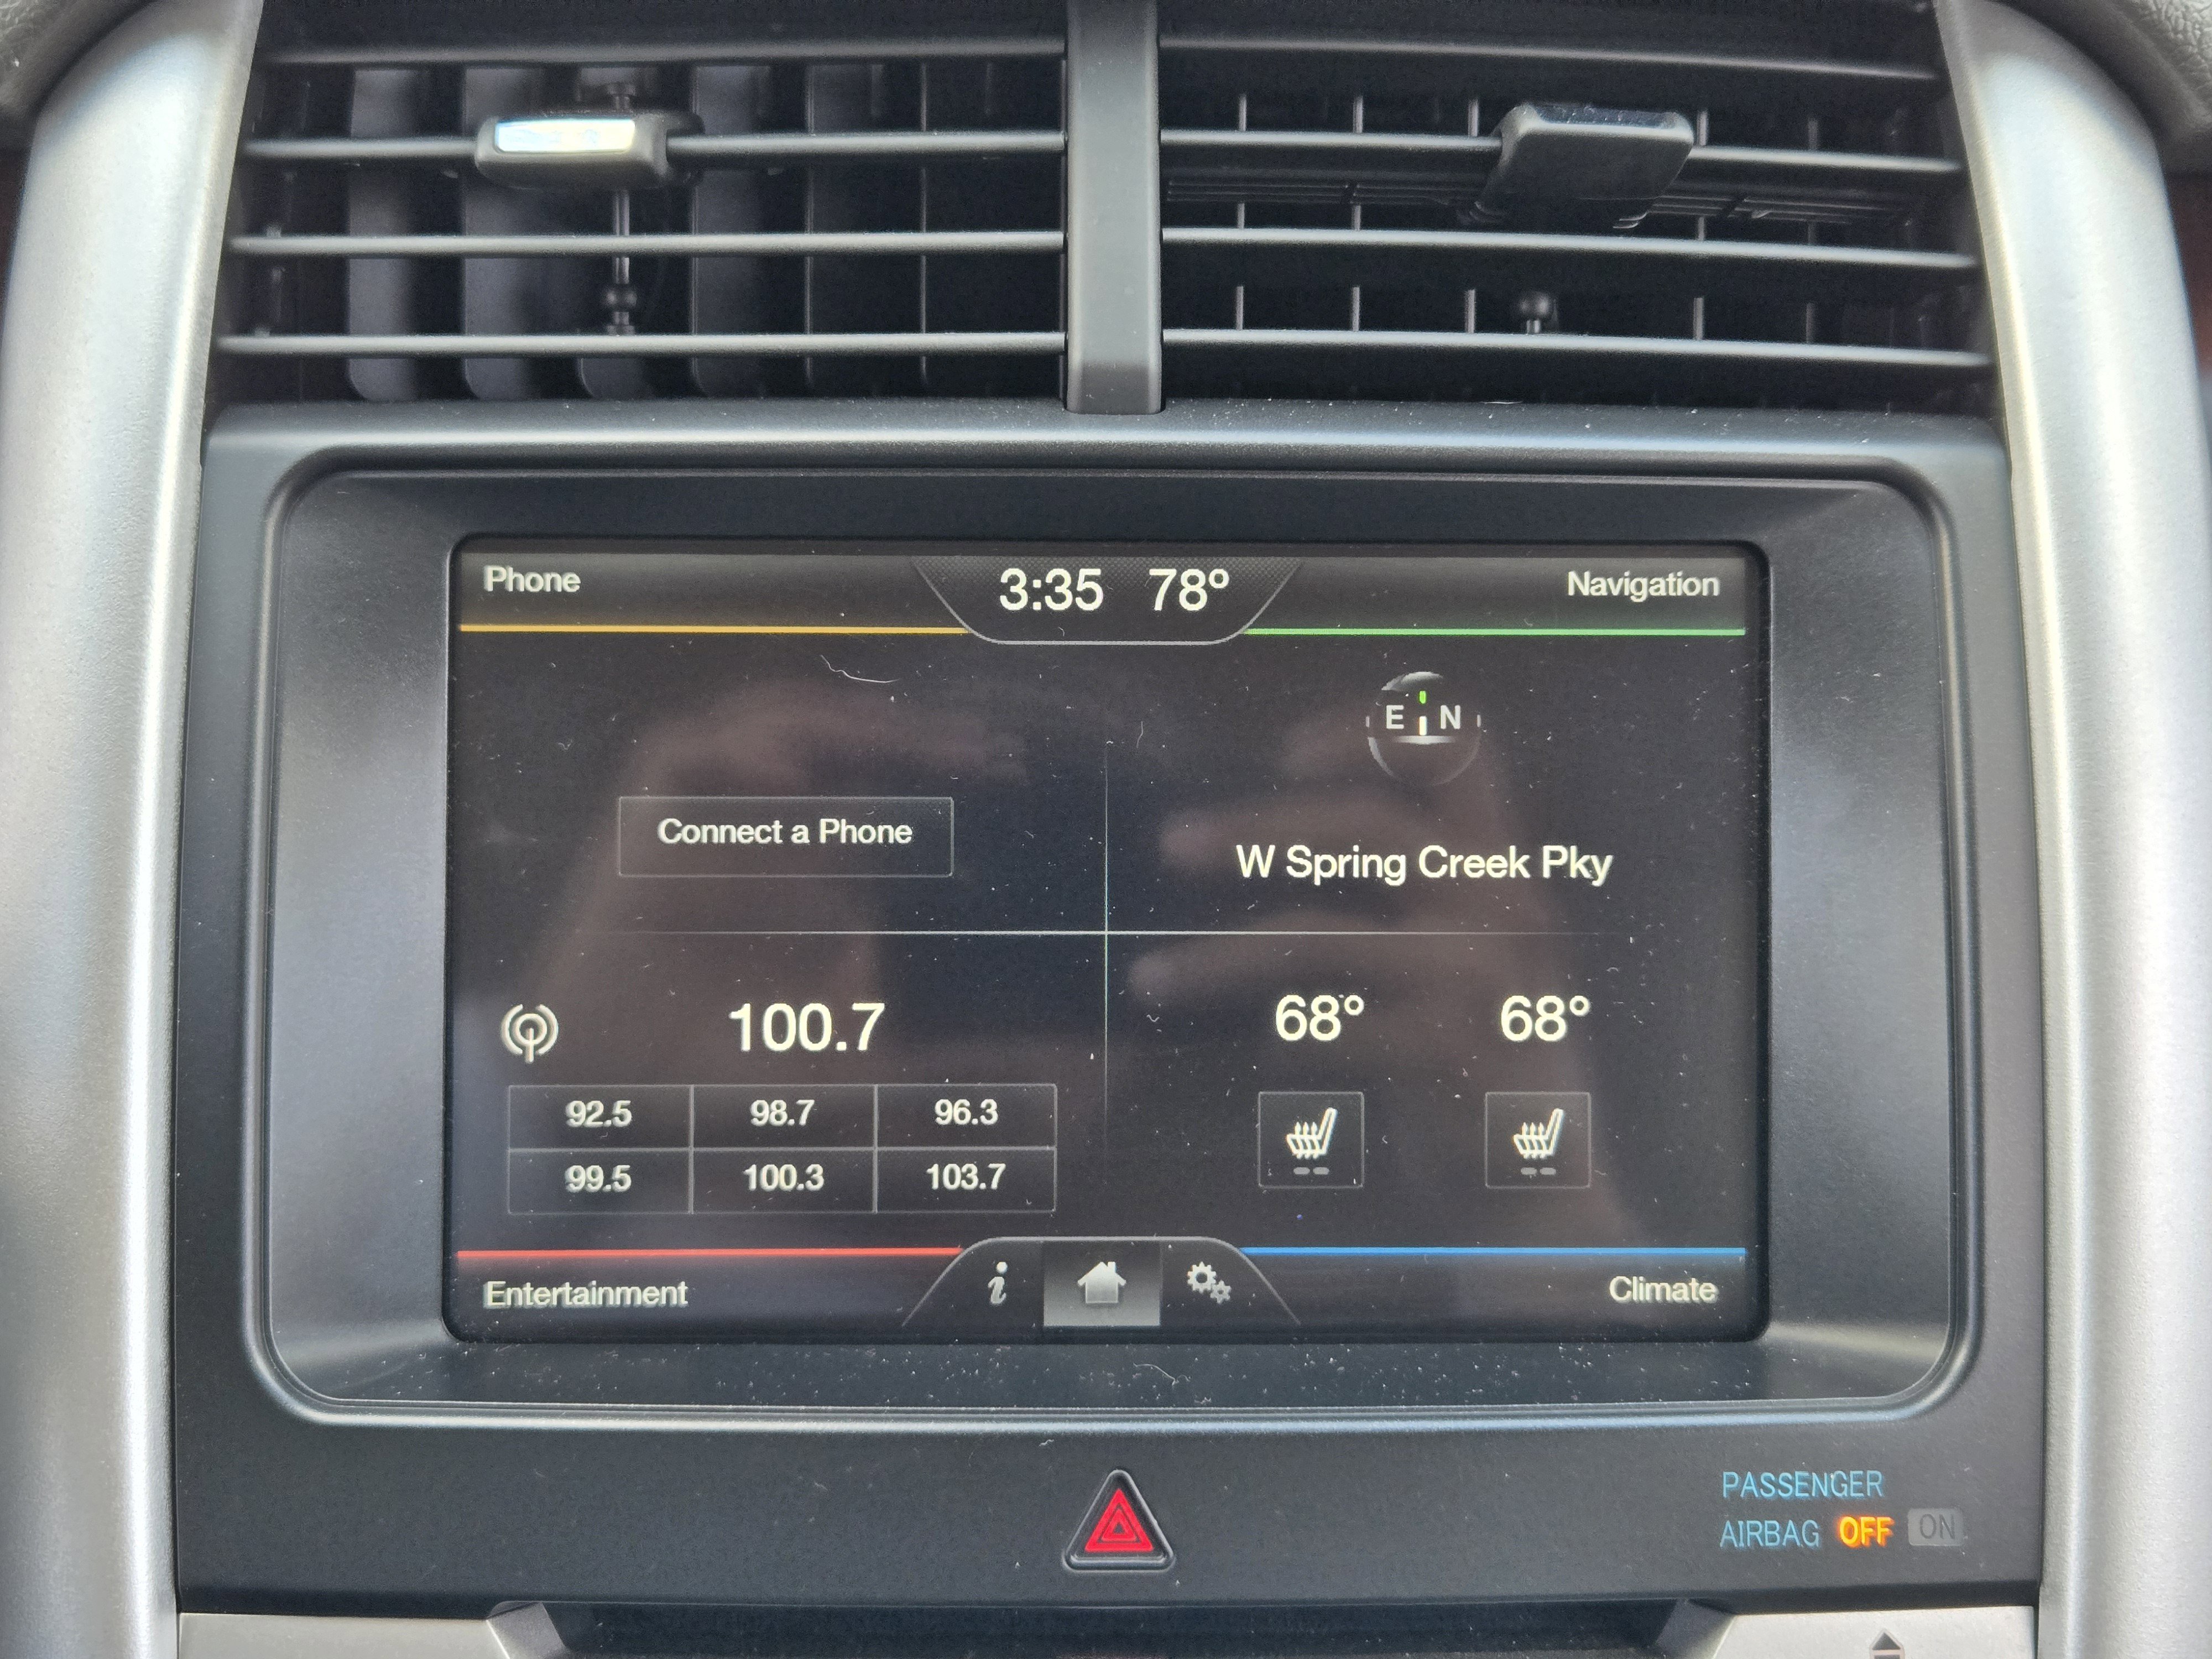 Phone
3:35 78°
Navigation
E N
Connect a Phone
W Spring Creek Pky
100.7
68° 68°
92.5 98.7 96.3
99.5 100.3 103.7
Entertainment
i
Climate
PASSENGER
AIRBAG OFF ON